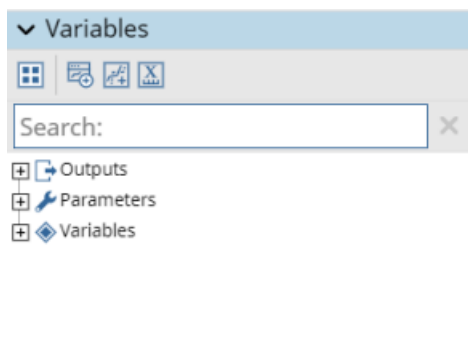 Variables
Search:
Outputs
Parameters
Variables